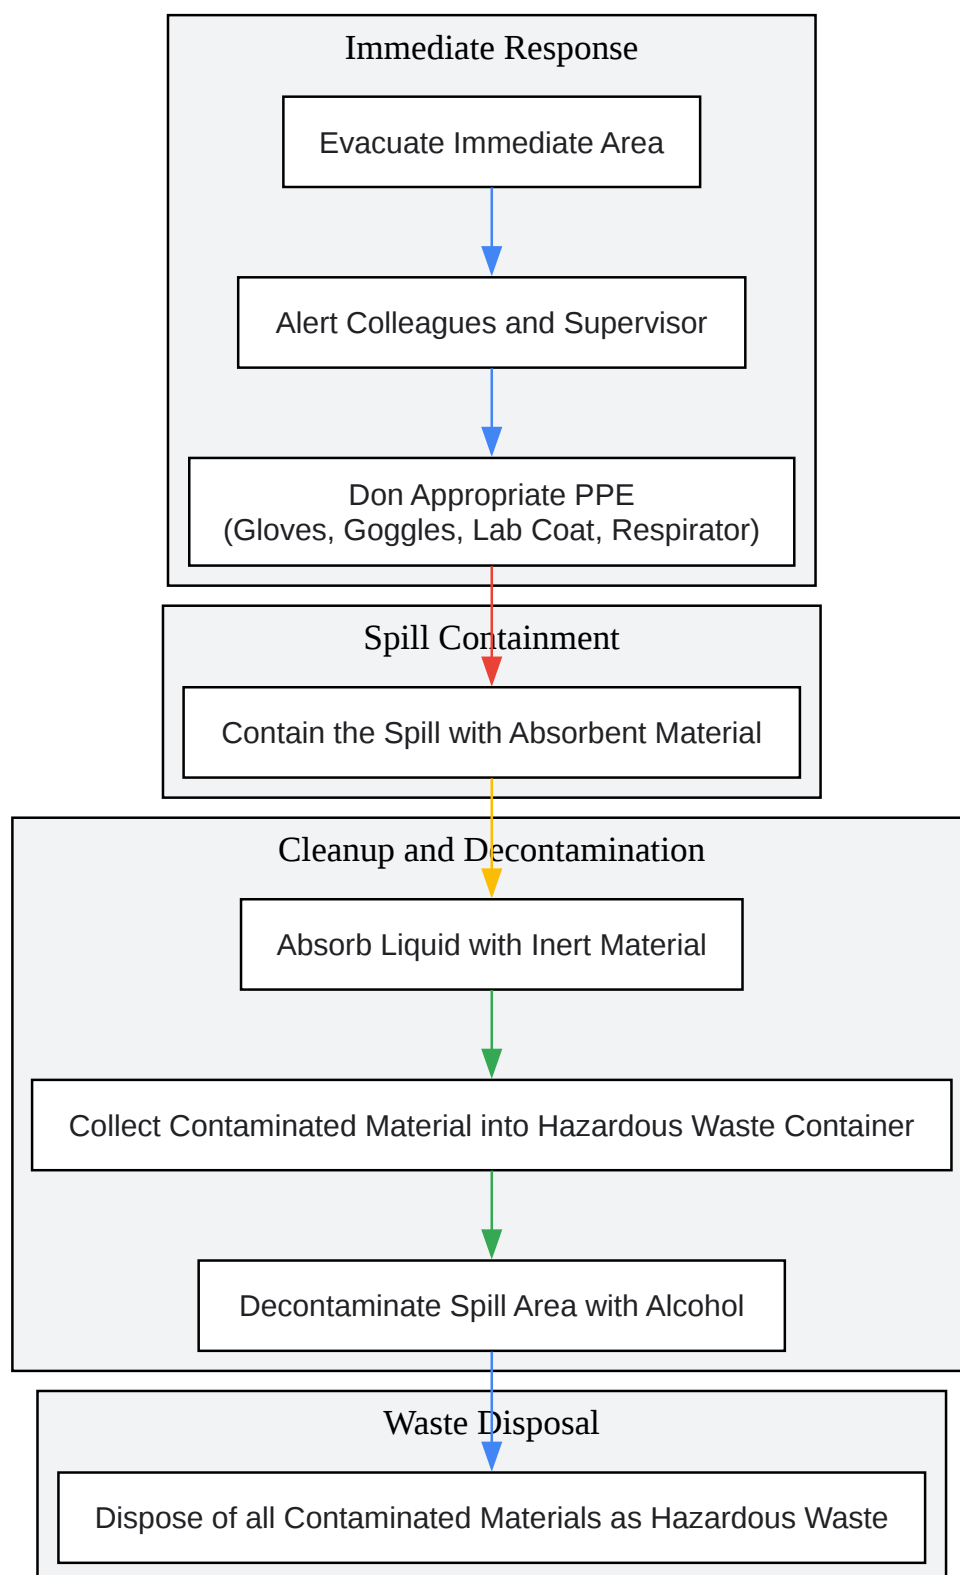 Immediate Response
Evacuate Immediate Area
Alert Colleagues and Supervisor
Don Appropriate PPE
(Gloves, Goggles, Lab Coat, Respirator)
Spill Containment
Contain the Spill with Absorbent Material
Cleanup and Decontamination
Absorb Liquid with Inert Material
Collect Contaminated Material into Hazardous Waste Container
Decontaminate Spill Area with Alcohol
Waste Disposal
Dispose of all Contaminated Materials as Hazardous Waste